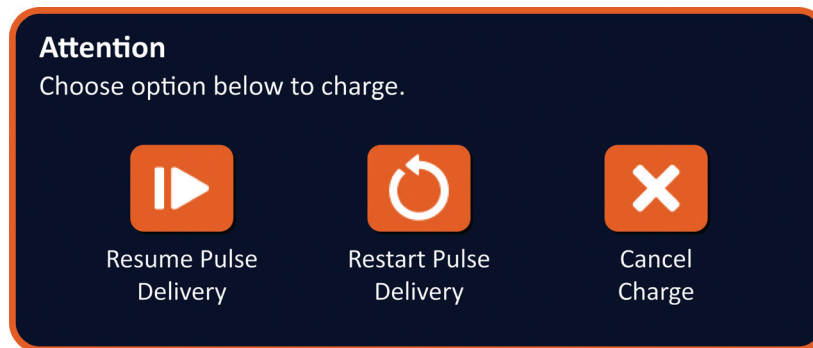 Attention
Choose option below to charge.
Resume Pulse
Delivery
Restart Pulse
Delivery
Cancel
Charge